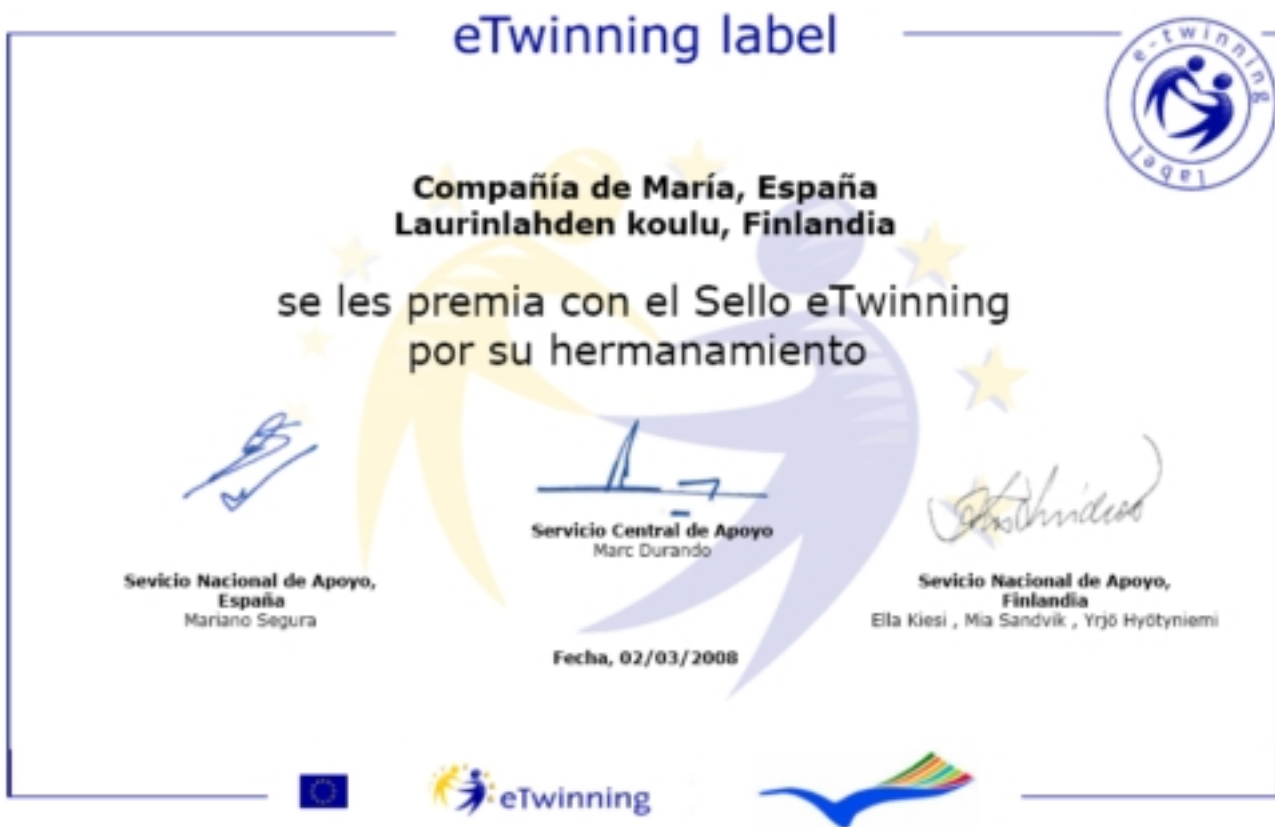 eTwinning label
e-twinning
label
Compañía de María, España
Laurinlahden koulu, Finlandia
se les premia con el Sello eTwinning
por su hermanamiento
Servicio Central de Apoyo
Marc Durando
Sevicio Nacional de Apoyo,
España
Mariano Segura
Sevicio Nacional de Apoyo,
Finlandia
Ella Kiesi , Mia Sandvik , Yrjö Hyötyniemi
Fecha, 02/03/2008
eTwinning